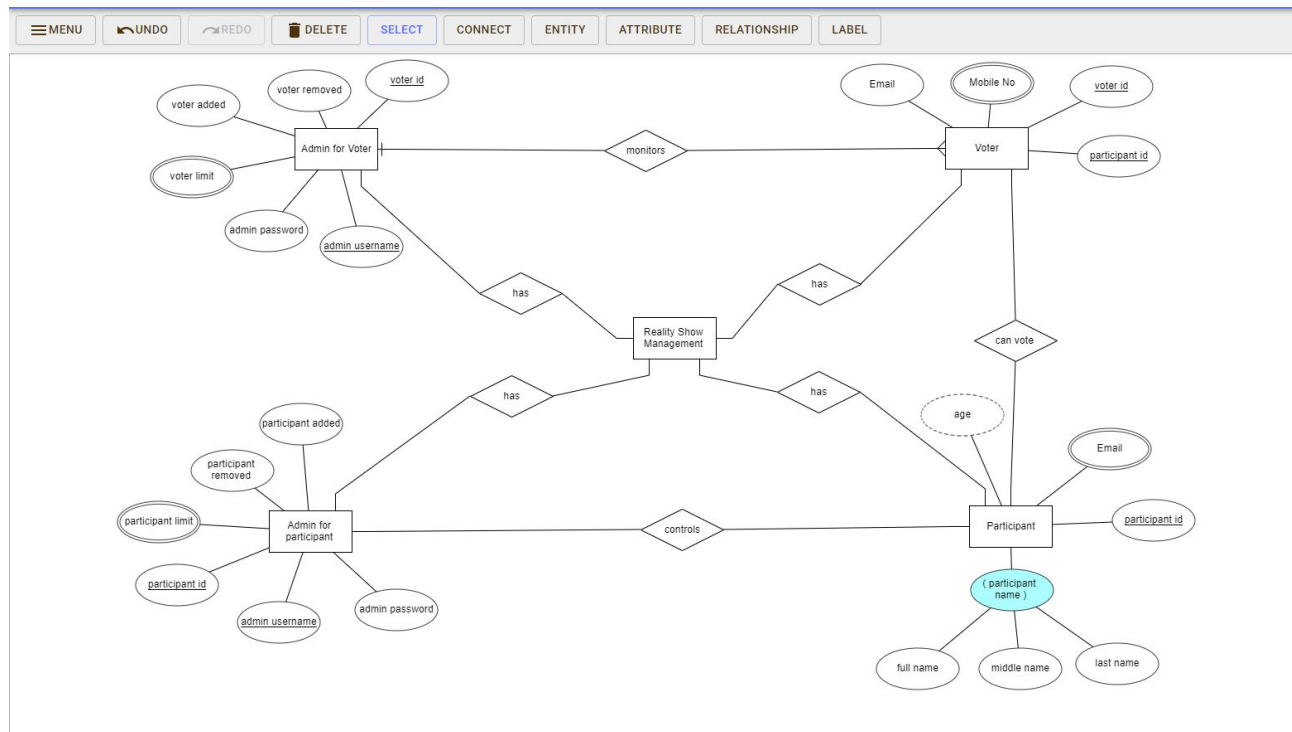 MENU
UNDO
REDO
DELETE
SELECT
CONNECT
ENTITY
ATTRIBUTE
RELATIONSHIP
LABEL
voter added
voter removed
voter id
Admin for Voter
voter limit
admin password
admin username
monitors
Email
Mobile No
voter id
Voter
participant id
has
has
Reality Show
Management
can vote
has
has
participant added
participant
removed
participant limit
Admin for
participant
participant id
admin username
admin password
controls
age
Email
Participant
participant id
( participant
name )
full name
middle name
last name